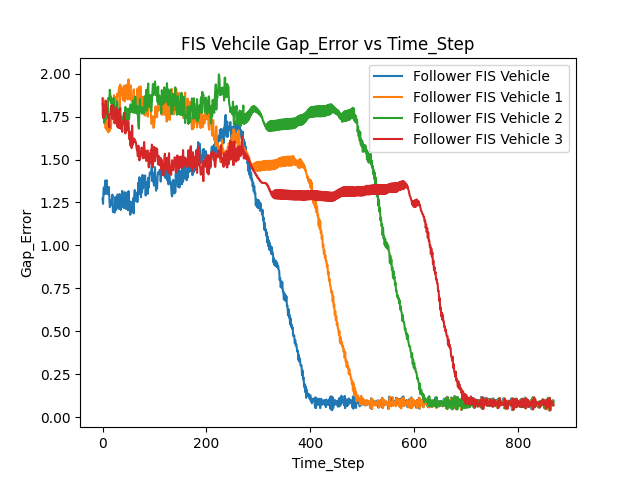 FIS Vehcile Gap_Error vs Time_Step
Follower FIS Vehicle
Follower FIS Vehicle 1
Follower FIS Vehicle 2
Follower FIS Vehicle 3
Gap_Error
2.00
1.75
1.50
1.25
1.00
0.75
0.50
0.25
0.00
0 200 400 600 800
Time_Step